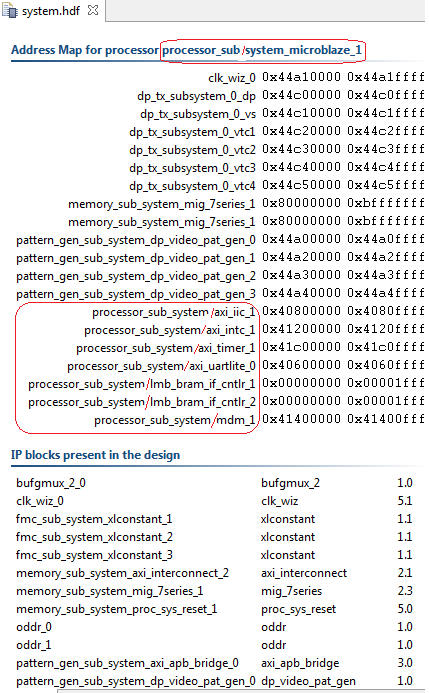 system.hdf
Address Map for processor processor_sub/system_microblaze_1
clk_wiz_0 0x44a10000 0x44a1ffff
dp_tx_subsystem_0_dp 0x44c00000 0x44c0ffff
dp_tx_subsystem_0_vs 0x44c10000 0x44c1ffff
dp_tx_subsystem_0_vtc1 0x44c20000 0x44c2ffff
dp_tx_subsystem_0_vtc2 0x44c30000 0x44c3ffff
dp_tx_subsystem_0_vtc3 0x44c40000 0x44c4ffff
dp_tx_subsystem_0_vtc4 0x44c50000 0x44c5ffff
memory_sub_system_mig_7series_1 0x80000000 0xbfffffff
memory_sub_system_mig_7series_1 0x80000000 0xbfffffff
pattern_gen_sub_system_dp_video_pat_gen_0 0x44a00000 0x44a0ffff
pattern_gen_sub_system_dp_video_pat_gen_1 0x44a20000 0x44a2ffff
pattern_gen_sub_system_dp_video_pat_gen_2 0x44a30000 0x44a3ffff
pattern_gen_sub_system_dp_video_pat_gen_3 0x44a40000 0x44a4ffff
processor_sub_system/axi_iic_1 0x40800000 0x4080ffff
processor_sub_system/axi_intc_1 0x41200000 0x4120ffff
processor_sub_system/axi_timer_1 0x41c00000 0x41c0ffff
processor_sub_system/axi_uartlite_0 0x40600000 0x4060ffff
processor_sub_system/lmb_bram_if_cntlr_1 0x00000000 0x00001fff
processor_sub_system/lmb_bram_if_cntlr_2 0x00000000 0x00001fff
processor_sub_system/mdm_1 0x41400000 0x41400fff
IP blocks present in the design
bufgmux_2_0 bufgmux_2 1.0
clk_wiz_0 clk_wiz 5.1
fmc_sub_system_xlconstant_1 xlconstant 1.1
fmc_sub_system_xlconstant_2 xlconstant 1.1
fmc_sub_system_xlconstant_3 xlconstant 1.1
memory_sub_system_axi_interconnect_2 axi_interconnect 2.1
memory_sub_system_mig_7series_1 mig_7series 2.3
memory_sub_system_proc_sys_reset_1 proc_sys_reset 5.0
oddr_0 oddr 1.0
oddr_1 oddr 1.0
pattern_gen_sub_system_axi_apb_bridge_0 axi_apb_bridge 3.0
pattern_gen_sub_system_dp_video_pat_gen_0 dp_video_pat_gen 1.0